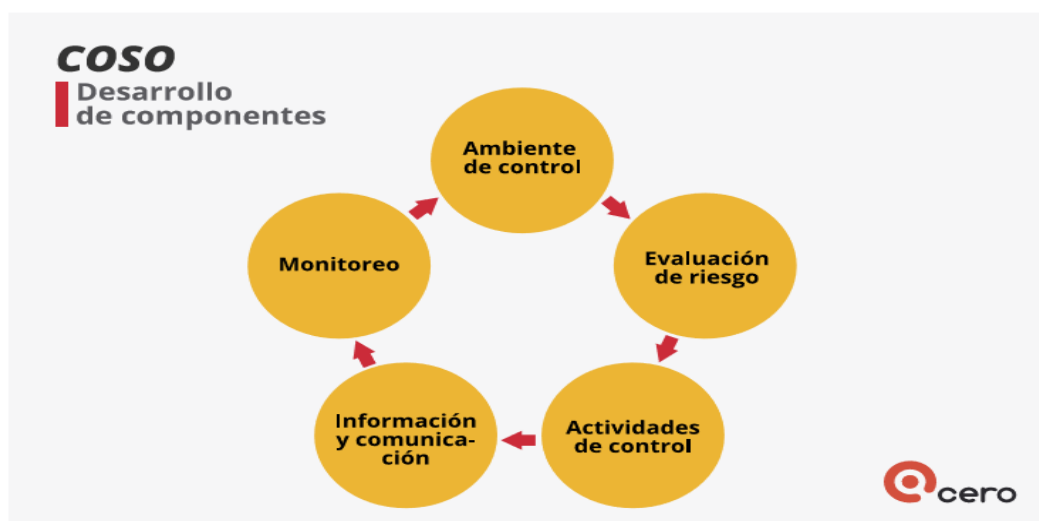 COSO
Desarrollo
de componentes
Ambiente
de control
Evaluación
de riesgo
Actividades
de control
Información
y comunica-
ción
Monitoreo
cero